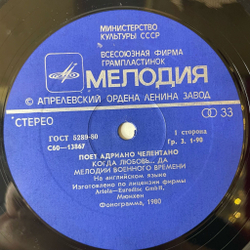 МИНИСТЕРСТВО
КУЛЬТУРЫ СССР
ВСЕСОЮЗНАЯ ФИРМА
ГРАМПЛАСТИНОК
МЕЛОДИЯ
© АПРЕЛЕВСКИЙ ОРДЕНА ЛЕНИНА ЗАВОД
СТЕРЕО
33
ГОСТ 5289-80
1 сторона
С60—13867
Гр. 3. 1-90
ПОЕТ АДРИАНО ЧЕЛЕНТАНО
КОГДА ЛЮБОВЬ... ДА
МЕЛОДИИ ВОЕННОГО ВРЕМЕНИ
На английском языке
Изготовлено по лицензии фирмы
Ariola—Eurodisc GmbH,
Мюнхен
Фонограмма, 1980